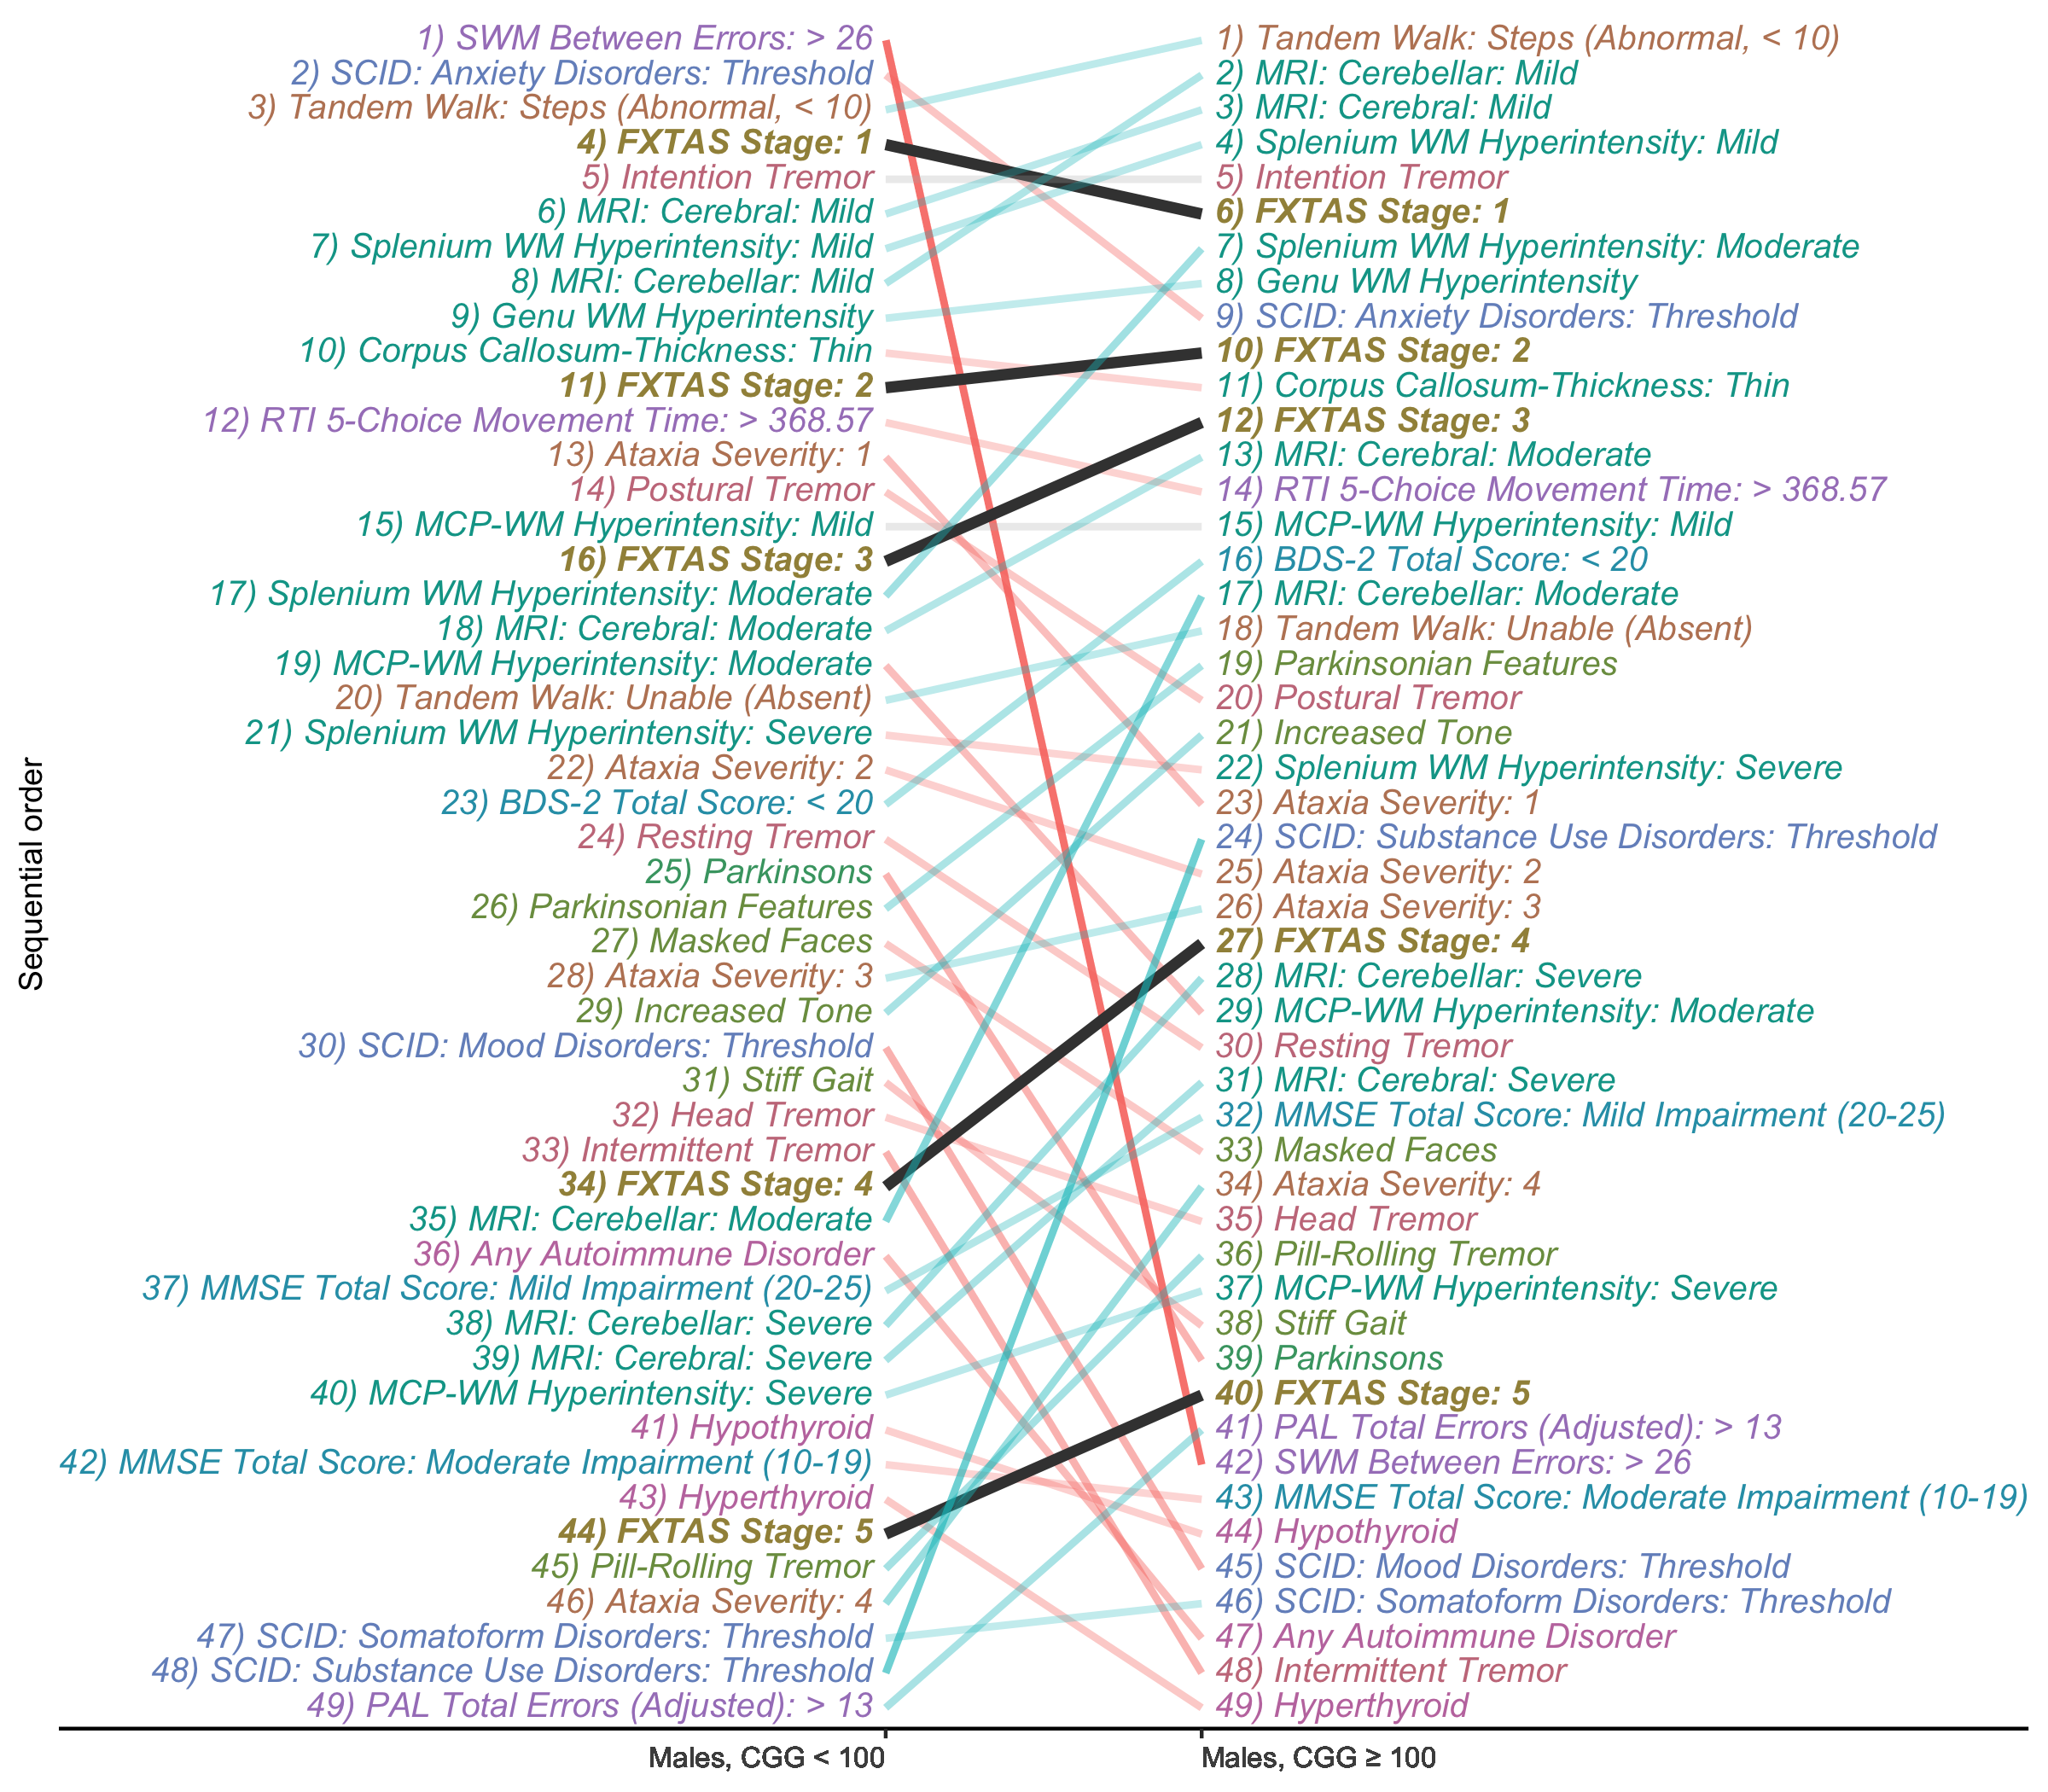 Sequential order
1) SWM Between Errors: > 26
2) SCID: Anxiety Disorders: Threshold
3) Tandem Walk: Steps (Abnormal, < 10)
4) FXTAS Stage: 1
5) Intention Tremor
6) MRI: Cerebral: Mild
7) Splenium WM Hyperintensity: Mild
8) MRI: Cerebellar: Mild
9) Genu WM Hyperintensity
10) Corpus Callosum-Thickness: Thin
11) FXTAS Stage: 2
12) RTI 5-Choice Movement Time: > 368.57
13) Ataxia Severity: 1
14) Postural Tremor
15) MCP-WM Hyperintensity: Mild
16) FXTAS Stage: 3
17) Splenium WM Hyperintensity: Moderate
18) MRI: Cerebral: Moderate
19) MCP-WM Hyperintensity: Moderate
20) Tandem Walk: Unable (Absent)
21) Splenium WM Hyperintensity: Severe
22) Ataxia Severity: 2
23) BDS-2 Total Score: < 20
24) Resting Tremor
25) Parkinsons
26) Parkinsonian Features
27) Masked Faces
28) Ataxia Severity: 3
29) Increased Tone
30) SCID: Mood Disorders: Threshold
31) Stiff Gait
32) Head Tremor
33) Intermittent Tremor
34) FXTAS Stage: 4
35) MRI: Cerebellar: Moderate
36) Any Autoimmune Disorder
37) MMSE Total Score: Mild Impairment (20-25)
38) MRI: Cerebellar: Severe
39) MRI: Cerebral: Severe
40) MCP-WM Hyperintensity: Severe
41) Hypothyroid
42) MMSE Total Score: Moderate Impairment (10-19)
43) Hyperthyroid
44) FXTAS Stage: 5
45) Pill-Rolling Tremor
46) Ataxia Severity: 4
47) SCID: Somatoform Disorders: Threshold
48) SCID: Substance Use Disorders: Threshold
49) PAL Total Errors (Adjusted): > 13
1) Tandem Walk: Steps (Abnormal, < 10)
2) MRI: Cerebellar: Mild
3) MRI: Cerebral: Mild
4) Splenium WM Hyperintensity: Mild
5) Intention Tremor
6) FXTAS Stage: 1
7) Splenium WM Hyperintensity: Moderate
8) Genu WM Hyperintensity
9) SCID: Anxiety Disorders: Threshold
10) FXTAS Stage: 2
11) Corpus Callosum-Thickness: Thin
12) FXTAS Stage: 3
13) MRI: Cerebral: Moderate
14) RTI 5-Choice Movement Time: > 368.57
15) MCP-WM Hyperintensity: Mild
16) BDS-2 Total Score: < 20
17) MRI: Cerebellar: Moderate
18) Tandem Walk: Unable (Absent)
19) Parkinsonian Features
20) Postural Tremor
21) Increased Tone
22) Splenium WM Hyperintensity: Severe
23) Ataxia Severity: 1
24) SCID: Substance Use Disorders: Threshold
25) Ataxia Severity: 2
26) Ataxia Severity: 3
27) FXTAS Stage: 4
28) MRI: Cerebellar: Severe
29) MCP-WM Hyperintensity: Moderate
30) Resting Tremor
31) MRI: Cerebral: Severe
32) MMSE Total Score: Mild Impairment (20-25)
33) Masked Faces
34) Ataxia Severity: 4
35) Head Tremor
36) Pill-Rolling Tremor
37) MCP-WM Hyperintensity: Severe
38) Stiff Gait
39) Parkinsons
40) FXTAS Stage: 5
41) PAL Total Errors (Adjusted): > 13
42) SWM Between Errors: > 26
43) MMSE Total Score: Moderate Impairment (10-19)
44) Hypothyroid
45) SCID: Mood Disorders: Threshold
46) SCID: Somatoform Disorders: Threshold
47) Any Autoimmune Disorder
48) Intermittent Tremor
49) Hyperthyroid
Males, CGG < 100
Males, CGG ≥ 100